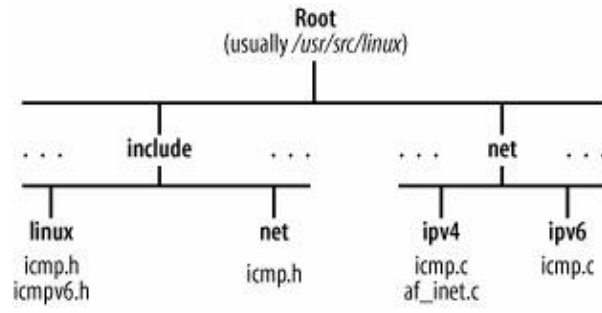 Root
(usually /usr/src/linux)
. . . include . . . . . . net . . .
linux net ipv4 ipv6
icmp.h icmp.h icmp.c icmp.c
icmpv6.h af_inet.c